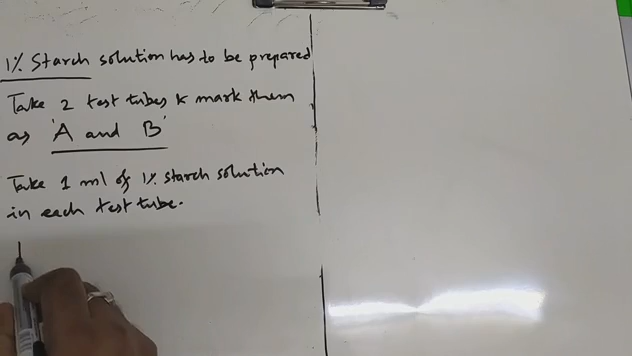 1% Starch solution has to be prepared
Take 2 test tubes & mark them
as 'A and B'
Take 1 ml of 1% starch solution
in each test tube.